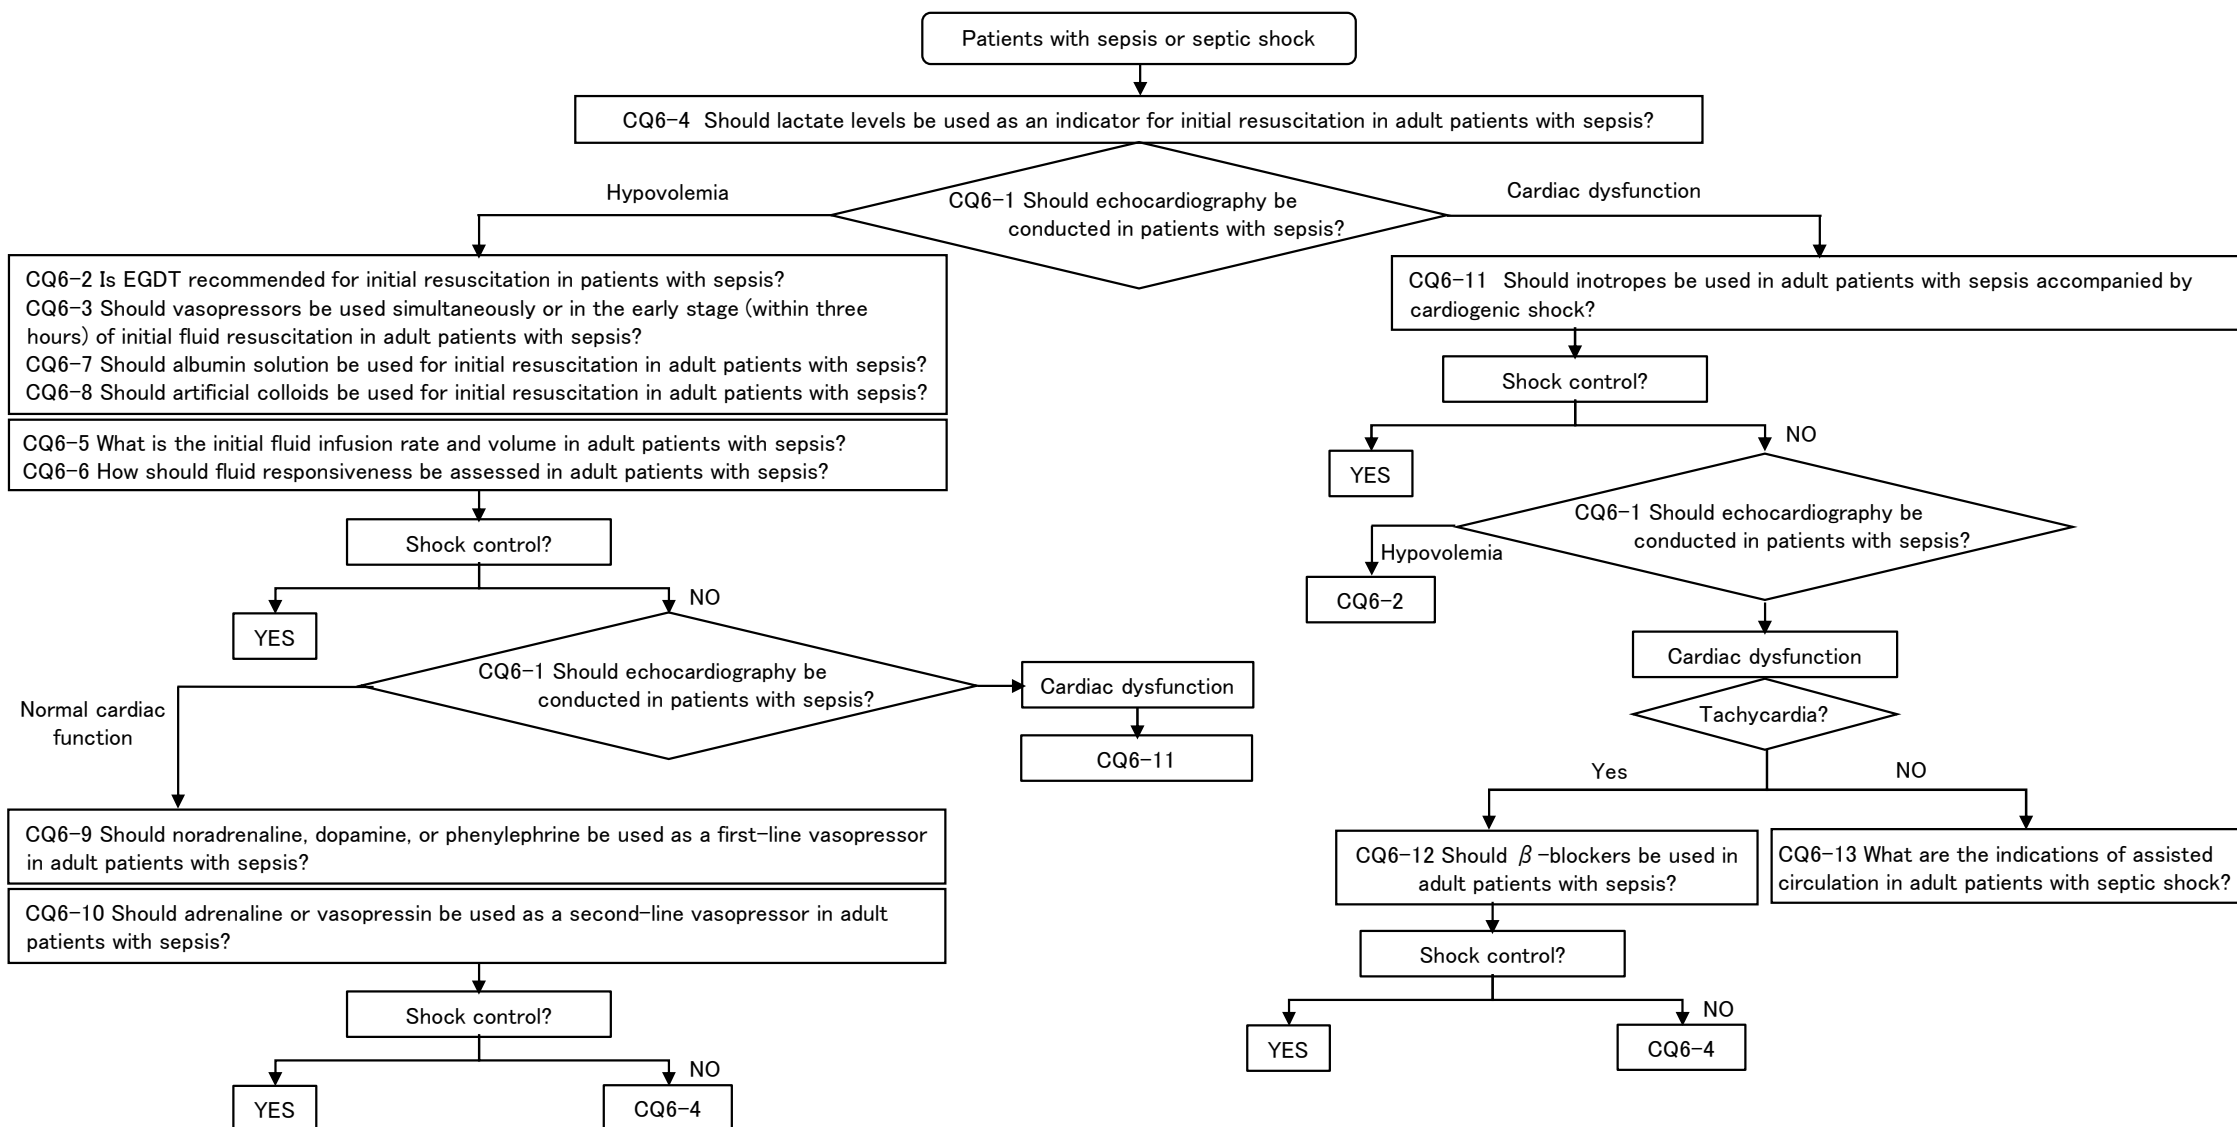 Patients with sepsis or septic shock
CQ6-4 Should lactate levels be used as an indicator for initial resuscitation in adult patients with sepsis?
CQ6-1 Should echocardiography be
conducted in patients with sepsis?
Hypovolemia
Cardiac dysfunction
CQ6-2 Is EGDT recommended for initial resuscitation in patients with sepsis?
CQ6-3 Should vasopressors be used simultaneously or in the early stage (within three
hours) of initial fluid resuscitation in adult patients with sepsis?
CQ6-7 Should albumin solution be used for initial resuscitation in adult patients with sepsis?
CQ6-8 Should artificial colloids be used for initial resuscitation in adult patients with sepsis?
CQ6-5 What is the initial fluid infusion rate and volume in adult patients with sepsis?
CQ6-6 How should fluid responsiveness be assessed in adult patients with sepsis?
Shock control?
YES
NO
CQ6-1 Should echocardiography be
conducted in patients with sepsis?
Normal cardiac
function
Cardiac dysfunction
CQ6-11
CQ6-9 Should noradrenaline, dopamine, or phenylephrine be used as a first-line vasopressor
in adult patients with sepsis?
CQ6-10 Should adrenaline or vasopressin be used as a second-line vasopressor in adult
patients with sepsis?
Shock control?
NO
YES
CQ6-4
CQ6-11 Should inotropes be used in adult patients with sepsis accompanied by
cardiogenic shock?
Shock control?
NO
YES
CQ6-1 Should echocardiography be
conducted in patients with sepsis?
Hypovolemia
CQ6-2
Cardiac dysfunction
Tachycardia?
Yes
NO
CQ6-12 Should β-blockers be used in
adult patients with sepsis?
CQ6-13 What are the indications of assisted
circulation in adult patients with septic shock?
Shock control?
NO
YES
CQ6-4